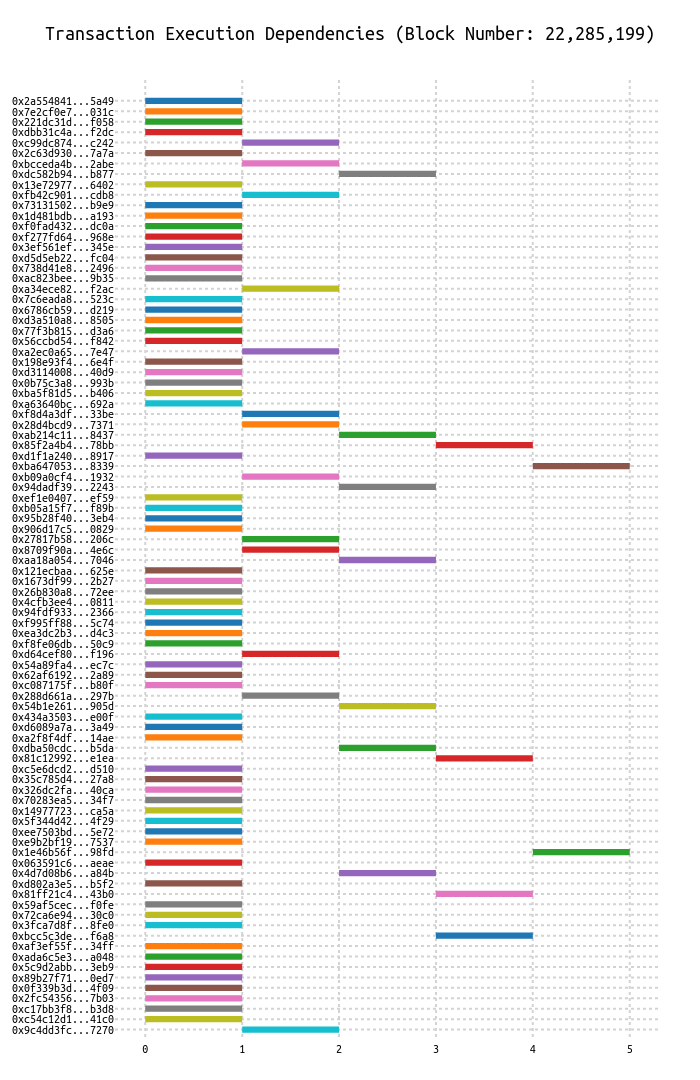 Transaction Execution Dependencies (Block Number: 22,285,199)
0x2a554841...5a49
0x7e2cf0e7...031c
0x221dc31d...f058
0xdbb31c4a...f2dc
0xc99dc874...c242
0x2c63d930...7a7a
0xbcceda4b...2abe
0xdc582b94...b877
0x13e72977...6402
0xfb42c901...cdb8
0x73131502...b9e9
0x1d481bdb...a193
0xf0fad432...dc0a
0xf277fd64...968e
0x3ef561ef...345e
0xd5d5eb22...fc04
0x738d41e8...2496
0xac823bee...9b35
0xa34ece82...f2ac
0x7c6eada8...523c
0x6786cb59...d219
0xd3a510a8...8505
0x77f3b815...d3a6
0x56ccbd54...f842
0xa2ec0a65...7e47
0x198e93f4...6e4f
0xd3114008...40d9
0x0b75c3a8...993b
0xba5f81d5...b406
0xa63640bc...692a
0xf8d4a3df...33be
0x28d4bcd9...7371
0xab214c11...8437
0x85f2a4b4...78bb
0xd1f1a240...8917
0xba647053...8339
0xb09a0cf4...1932
0x94dadf39...2243
0xef1e0407...ef59
0xb05a15f7...f89b
0x95b28f40...3eb4
0x906d17c5...0829
0x27817b58...206c
0x8709f90a...4e6c
0xaa18a054...7046
0x121ecbaa...625e
0x1673df99...2b27
0x26b830a8...72ee
0x4cfb3ee4...0811
0x94fdf933...2366
0xf995ff88...5c74
0xea3dc2b3...d4c3
0xf8fe06db...50c9
0xd64cef80...f196
0x54a89fa4...ec7c
0x62af6192...2a89
0xc087175f...b80f
0x288d661a...297b
0x54b1e261...905d
0x434a3503...e00f
0xd6089a7a...3a49
0xa2f8f4df...14ae
0xdba50cdc...b5da
0x81c12992...e1ea
0xc5e6dcd2...d510
0x35c785d4...27a8
0x326dc2fa...40ca
0x70283ea5...34f7
0x14977723...ca5a
0x5f344d42...4f29
0xee7503bd...5e72
0xe9b2bf19...7537
0x1e46b56f...98fd
0x063591c6...aeae
0x4d7d08b6...a84b
0xd802a3e5...b5f2
0x81ff21c4...43b0
0x59af5cec...f0fe
0x72ca6e94...30c0
0x3fca7d8f...8fe0
0xbcc5c3de...f6a8
0xaf3ef55f...34ff
0xada6c5e3...a048
0x5c9d2abb...3eb9
0x89b27f71...0ed7
0x0f339b3d...4f09
0x2fc54356...7b03
0xc17bb3f8...b3d8
0xc54c12d1...41c0
0x9c4dd3fc...7270
0 1 2 3 4 5